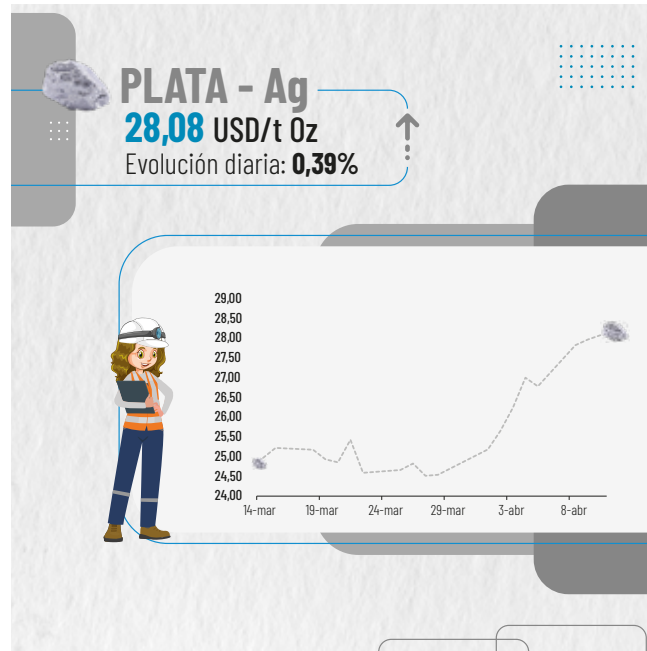 PLATA - Ag
28,08 USD/t Oz
Evolución diaria: 0,39%
29,00
28,50
28,00
27,50
27,00
26,50
26,00
25,50
25,00
24,50
24,00
14-mar 19-mar 24-mar 29-mar 3-abr 8-abr